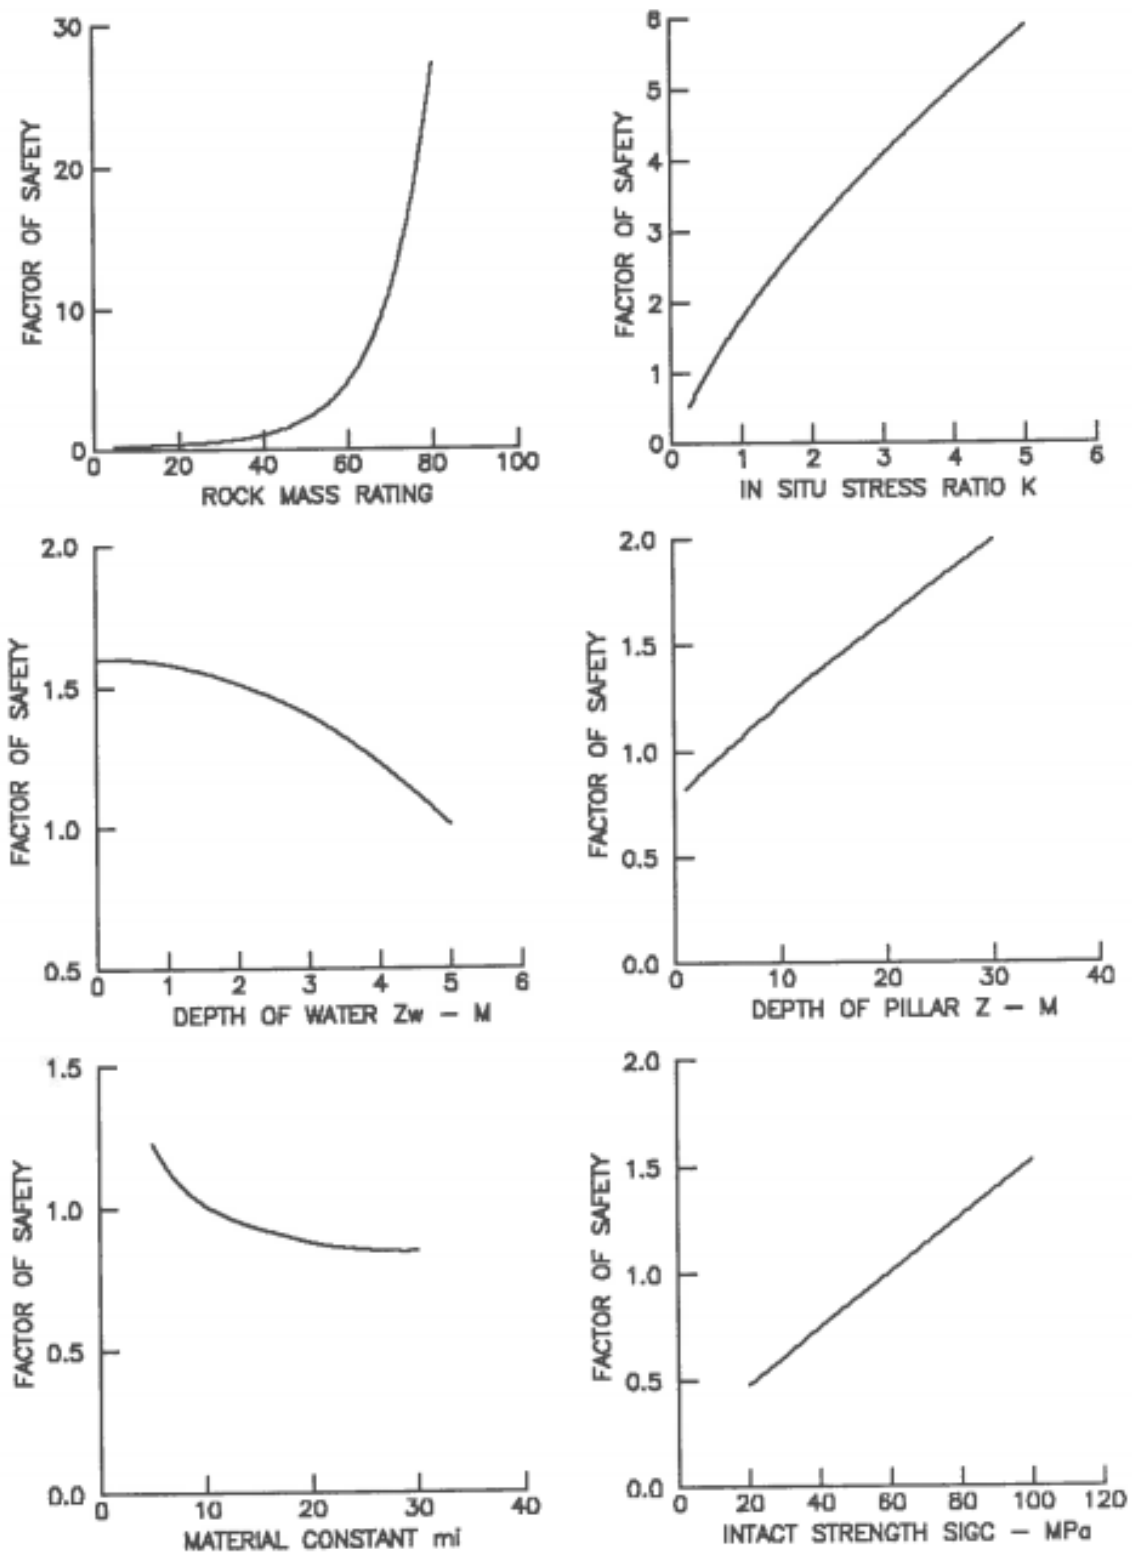 30
20
10
0
FACTOR OF SAFETY
0 20 40 60 80 100
ROCK MASS RATING
6
5
4
3
2
1
0
FACTOR OF SAFETY
0 1 2 3 4 5 6
IN SITU STRESS RATIO K
2.0
1.5
1.0
0.5
FACTOR OF SAFETY
0 1 2 3 4 5 6
DEPTH OF WATER Zw – M
2.0
1.5
1.0
0.5
0.0
FACTOR OF SAFETY
0 10 20 30 40
DEPTH OF PILLAR Z – M
1.5
1.0
0.5
0.0
FACTOR OF SAFETY
10 20 30 40
MATERIAL CONSTANT mi
2.0
1.5
1.0
0.5
0.0
FACTOR OF SAFETY
0 20 40 60 80 100 120
INTACT STRENGTH SIGC – MPa